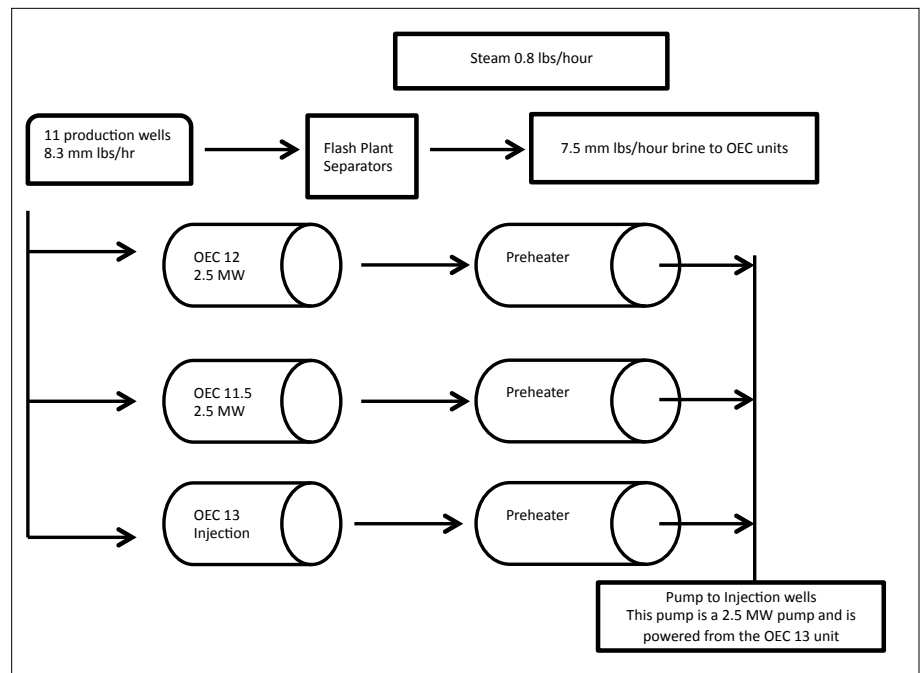 Steam 0.8 lbs/hour
11 production wells
8.3 mm lbs/hr
Flash Plant
Separators
7.5 mm lbs/hour brine to OEC units
OEC 12
2.5 MW
Preheater
OEC 11.5
2.5 MW
Preheater
OEC 13
Injection
Preheater
Pump to Injection wells
This pump is a 2.5 MW pump and is
powered from the OEC 13 unit